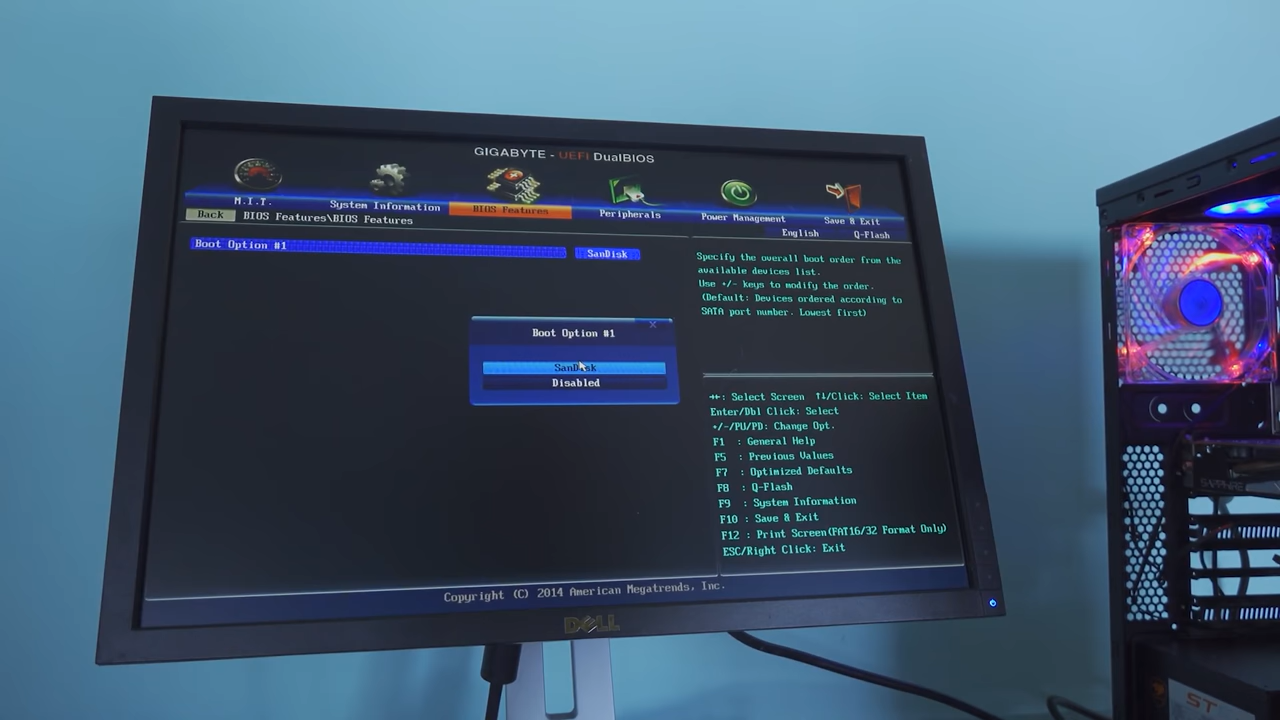 GIGABYTE - UEFI DualBIOS
M.I.T.
System Information
BIOS Features
Peripherals
Power Management
Save & Exit
Back
BIOS Features\BIOS Features
English
Q-Flash
Boot Option #1
SanDisk
Specify the overall boot order from the
available devices list.
Use +/- keys to modify the order.
(Default: Devices ordered according to
SATA port number. Lowest first)
Boot Option #1
SanDisk
Disabled
→←: Select Screen ↑↓/Click: Select Item
Enter/Dbl Click: Select
+/-/PU/PD: Change Opt.
F1 : General Help
F5 : Previous Values
F7 : Optimized Defaults
F8 : Q-Flash
F9 : System Information
F10 : Save & Exit
F12 : Print Screen(FAT16/32 Format Only)
ESC/Right Click: Exit
Copyright (C) 2014 American Megatrends, Inc.
DELL
ST